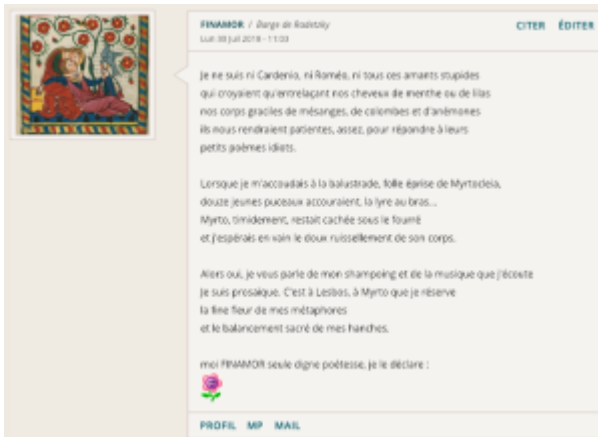 FINAMOR / Barge de Radetzky
CITER ÉDITER
Lun 30 Juil 2018 - 11:03
Je ne suis ni Cardenio, ni Roméo, ni tous ces amants stupides
qui croyaient qu'entrelaçant nos cheveux de menthe ou de lilas
nos corps graciles de mésanges, de colombes et d'anémones
ils nous rendraient patientes, assez, pour répondre à leurs
petits poèmes idiots.
Lorsque je m'accoudais à la balustrade, folle éprise de Myrtocleia,
douze jeunes puceaux accouraient, la lyre au bras...
Myrto, timidement, restait cachée sous le fourré
et j'espérais en vain le doux ruissellement de son corps.
Alors oui, je vous parle de mon shampoing et de la musique que j'écoute
Je suis prosaïque. C'est à Lesbos, à Myrto que je réserve
la fine fleur de mes métaphores
et le balancement sacré de mes hanches.
moi FINAMOR seule digne poétesse, je le déclare :
PROFIL MP MAIL